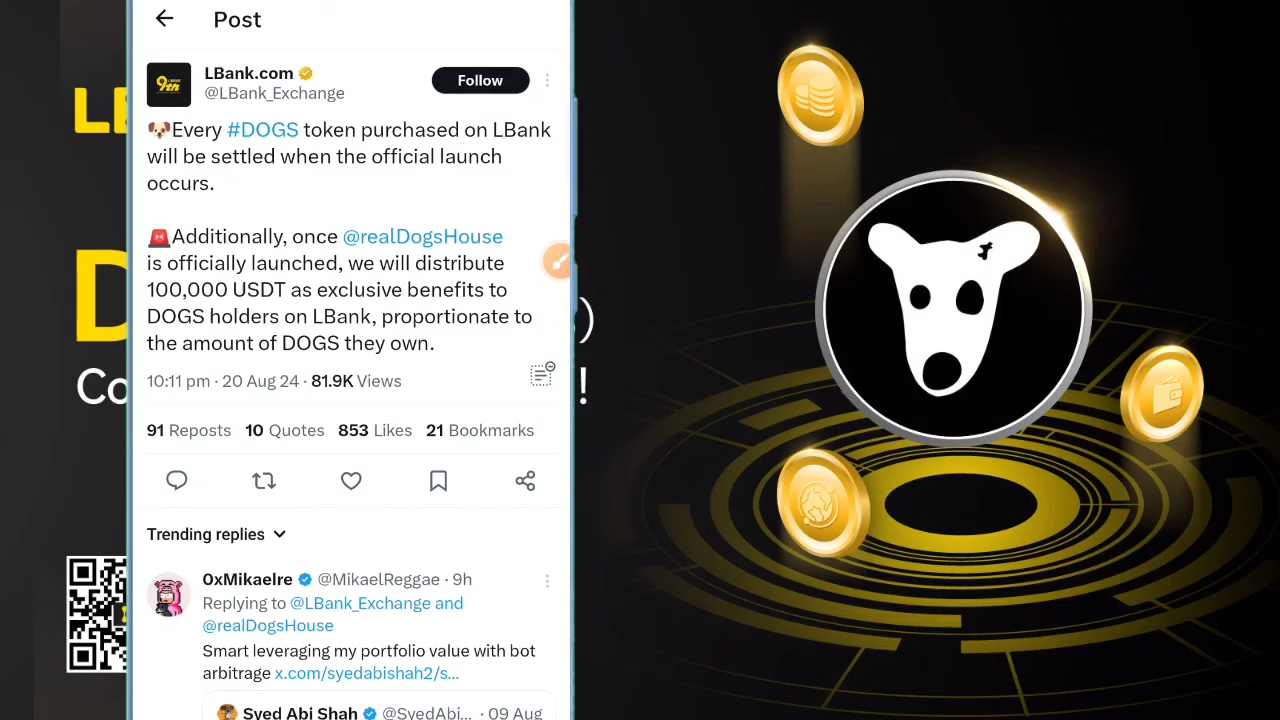 Post
LBank.com
@LBank_Exchange
Follow
🐶Every #DOGS token purchased on LBank
will be settled when the official launch
occurs.
🚨Additionally, once @realDogsHouse
is officially launched, we will distribute
100,000 USDT as exclusive benefits to
DOGS holders on LBank, proportionate to
the amount of DOGS they own.
10:11 pm · 20 Aug 24 · 81.9K Views
91 Reposts 10 Quotes 853 Likes 21 Bookmarks
Trending replies
0xMikaelre @MikaelReggae · 9h
Replying to @LBank_Exchange and
@realDogsHouse
Smart leveraging my portfolio value with bot
arbitrage x.com/syedabishah2/s...
Syed Abi Shah @SyedAbi... · 09 Aug
LB
D
)
Co
!
9th